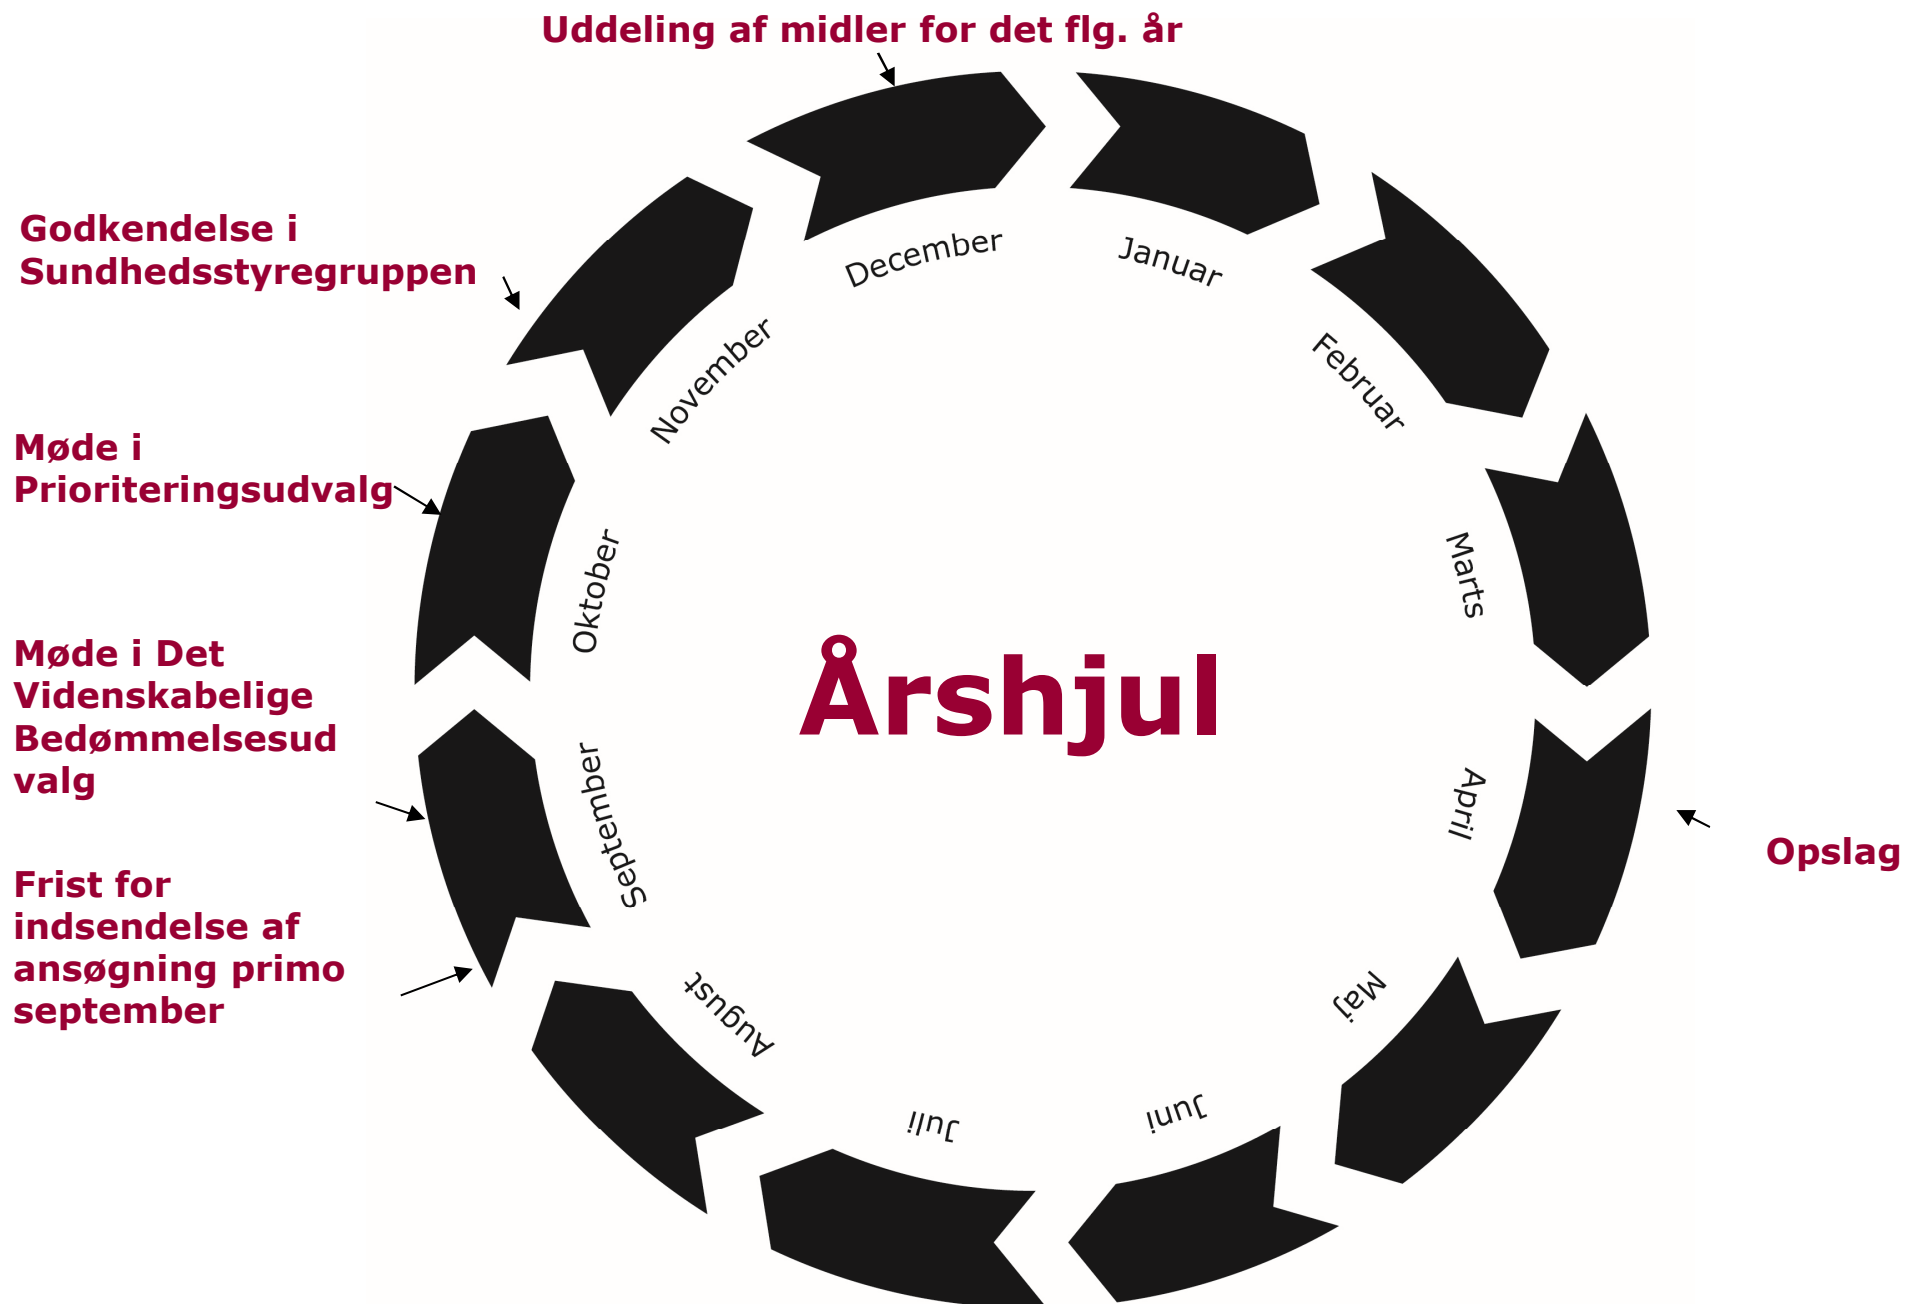 Uddeling af midler for det flg. år
Godkendelse i
Sundhedsstyregruppen
Møde i
Prioriteringsudvalg
Møde i Det
Videnskabelige
Bedømmelsesud
valg
Frist for
indsendelse af
ansøgning primo
september
Årshjul
Opslag
Januar
Februar
Marts
April
Maj
Juni
Juli
August
September
Oktober
November
December